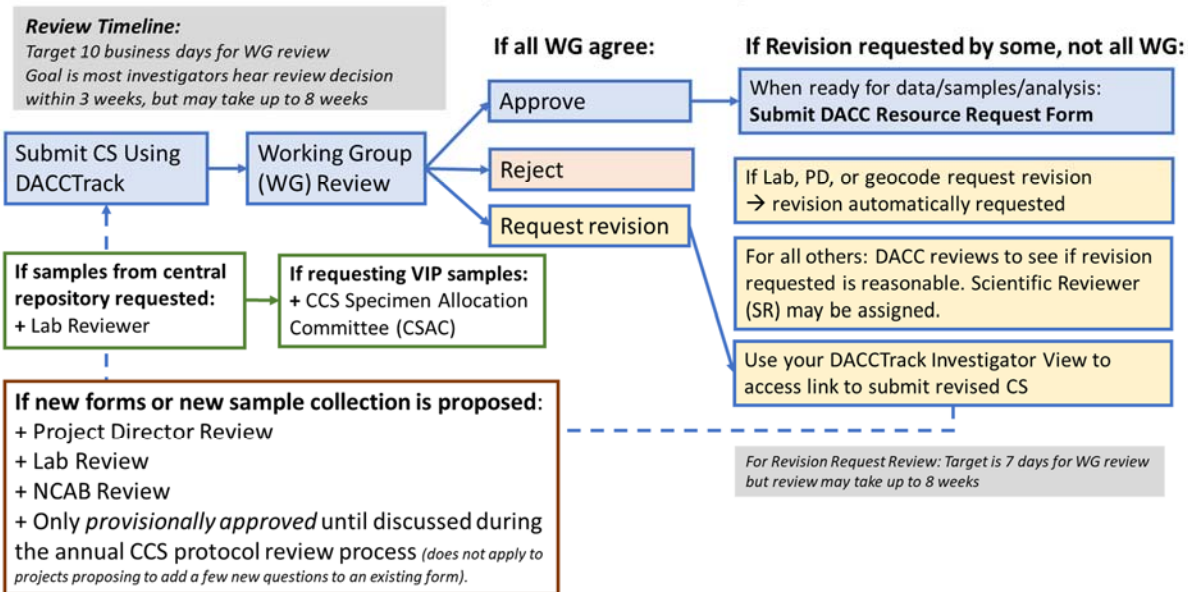 Review Timeline:
Target 10 business days for WG review
Goal is most investigators hear review decision
within 3 weeks, but may take up to 8 weeks
If all WG agree:
If Revision requested by some, not all WG:
Submit CS Using
DACCTrack
Working Group
(WG) Review
Approve
Reject
Request revision
When ready for data/samples/analysis:
Submit DACC Resource Request Form
If Lab, PD, or geocode request revision
→ revision automatically requested
For all others: DACC reviews to see if revision
requested is reasonable. Scientific Reviewer
(SR) may be assigned.
Use your DACCTrack Investigator View to
access link to submit revised CS
If samples from central
repository requested:
+ Lab Reviewer
If requesting VIP samples:
+ CCS Specimen Allocation
Committee (CSAC)
If new forms or new sample collection is proposed:
+ Project Director Review
+ Lab Review
+ NCAB Review
+ Only provisionally approved until discussed during
the annual CCS protocol review process (does not apply to
projects proposing to add a few new questions to an existing form).
For Revision Request Review: Target is 7 days for WG review
but review may take up to 8 weeks